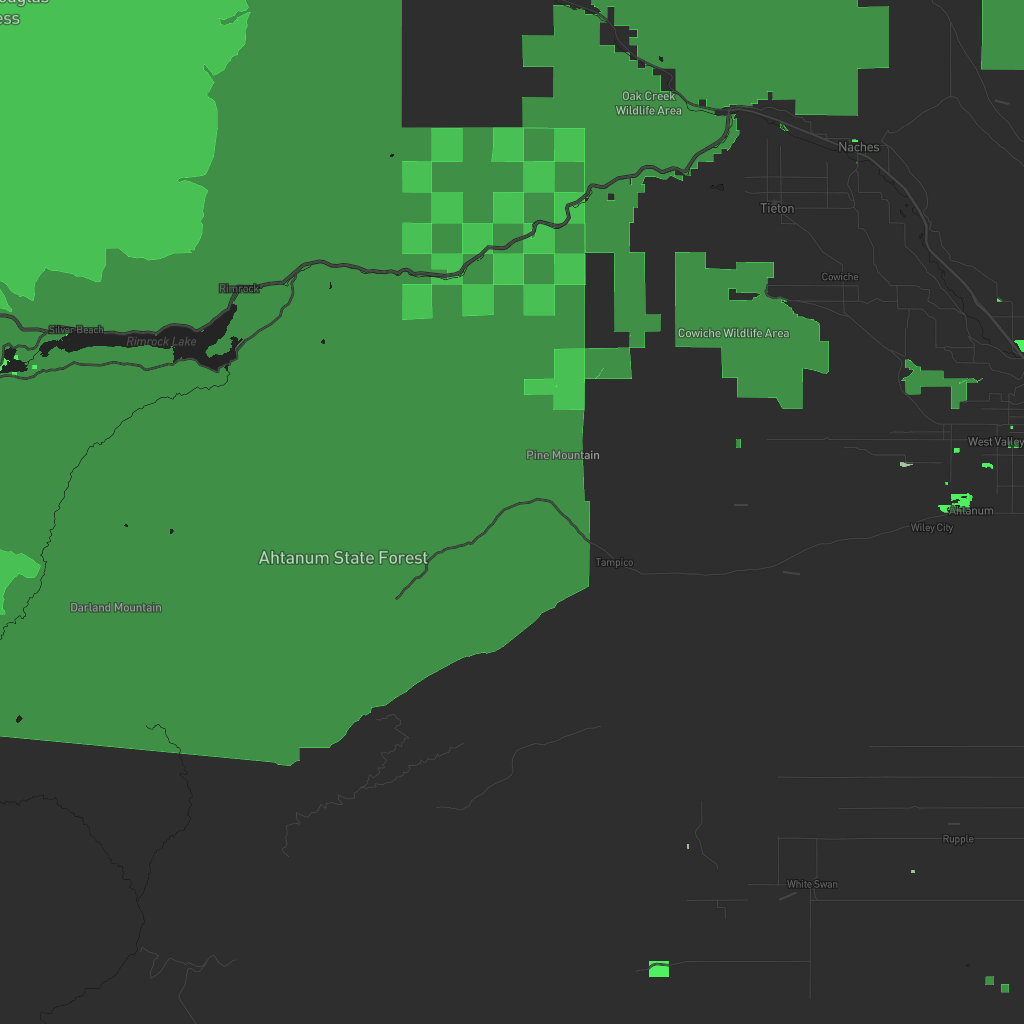 Oak Creek
Wildlife Area
Naches
Tieton
Cowiche
Rimrock
Silver Beach
Rimrock Lake
Cowiche Wildlife Area
West Valley
Pine Mountain
Ahtanum
Wiley City
Ahtanum State Forest
Tampico
Darland Mountain
Rupple
White Swan